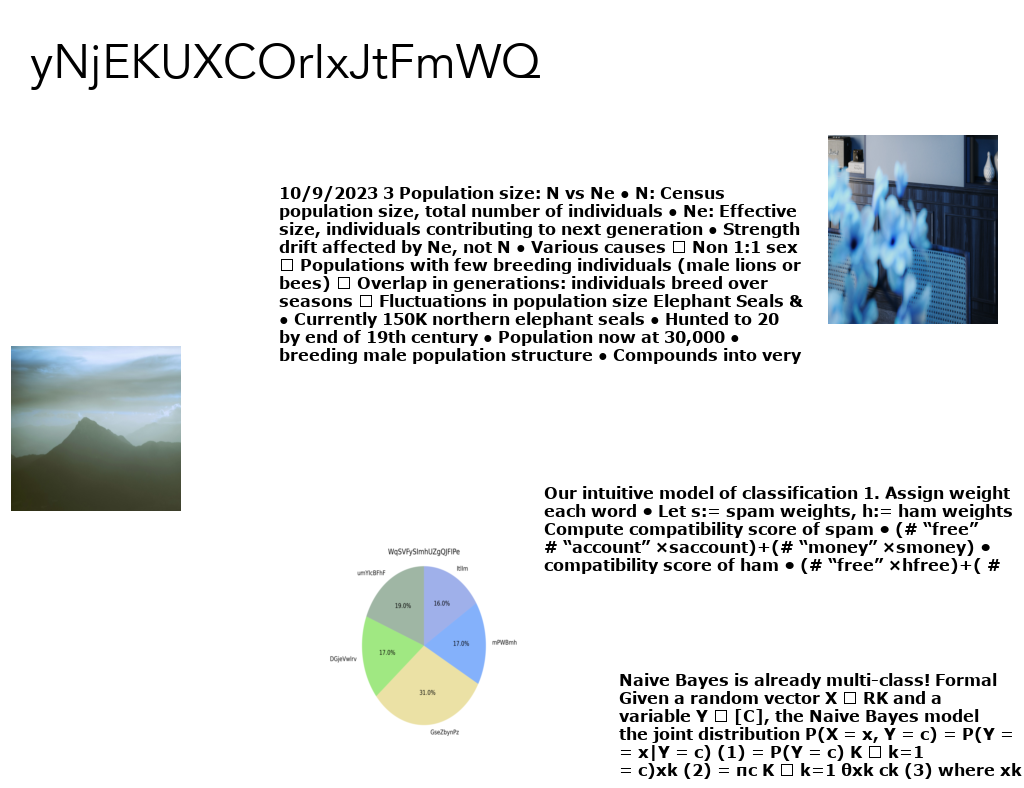 yNjEKUXCOrIxJtFmWQ
10/9/2023 3 Population size: N vs Ne ● N: Census
population size, total number of individuals ● Ne: Effective
size, individuals contributing to next generation ● Strength
drift affected by Ne, not N ● Various causes □ Non 1:1 sex
□ Populations with few breeding individuals (male lions or
bees) □ Overlap in generations: individuals breed over
seasons □ Fluctuations in population size Elephant Seals &
● Currently 150K northern elephant seals ● Hunted to 20
by end of 19th century ● Population now at 30,000 ●
breeding male population structure ● Compounds into very
Our intuitive model of classification 1. Assign weight
each word ● Let s:= spam weights, h:= ham weights
Compute compatibility score of spam ● (# “free”
# “account” ×saccount)+(# “money” ×smoney) ●
compatibility score of ham ● (# “free” ×hfree)+( #
umYlcBFhF
19.0%
16.0%
DGjeVwIrv
17.0%
17.0%
mPWBmh
31.0%
GseZbynPz
Naive Bayes is already multi-class! Formal
Given a random vector X □ RK and a
variable Y □ [C], the Naive Bayes model
the joint distribution P(X = x, Y = c) = P(Y =
= x|Y = c) (1) = P(Y = c) K □ k=1
= c)xk (2) = πc K □ k=1 θxk ck (3) where xk